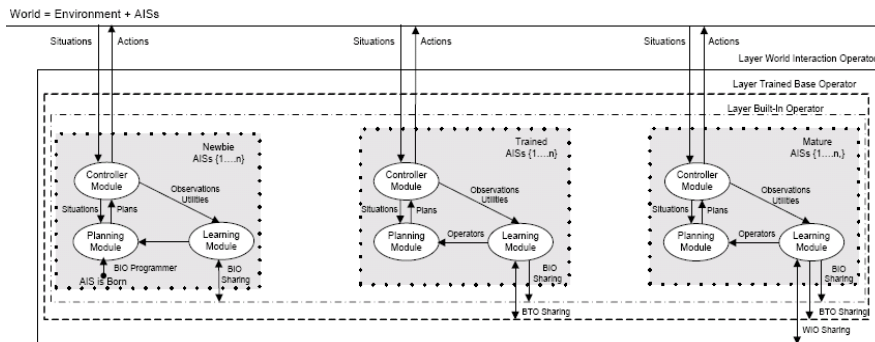 World = Environment + AISs
Situations
Actions
Situations
Actions
Situations
Actions
Layer World Interaction Operator
Layer Trained Base Operator
Layer Built-In Operator
Newbie
AISs {1....n}
Controller
Module
Observations
Utilities
Situations
Plans
Planning
Module
Learning
Module
BIO Programmer
AIS is Born
BIO
Sharing
Trained
AISs {1....n}
Controller
Module
Observations
Utilities
Situations
Plans
Planning
Module
Operators
Learning
Module
BIO
Sharing
BTO Sharing
Mature
AISs {1....n,}
Controller
Module
Observations
Utilities
Situations
Plans
Planning
Module
Operators
Learning
Module
BIO
Sharing
BTO Sharing
WIO Sharing